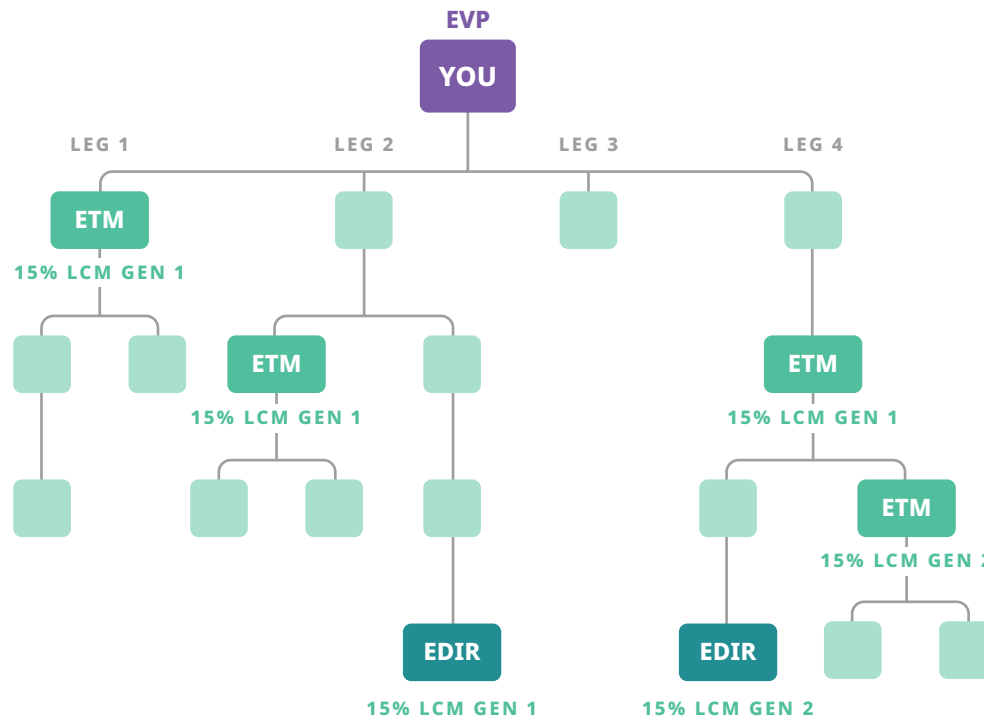 EVP
YOU
LEG 1
LEG 2
LEG 3
LEG 4
ETM
15% LCM GEN 1
ETM
15% LCM GEN 1
ETM
15% LCM GEN 1
ETM
15% LCM GEN 2
EDIR
15% LCM GEN 1
EDIR
15% LCM GEN 2